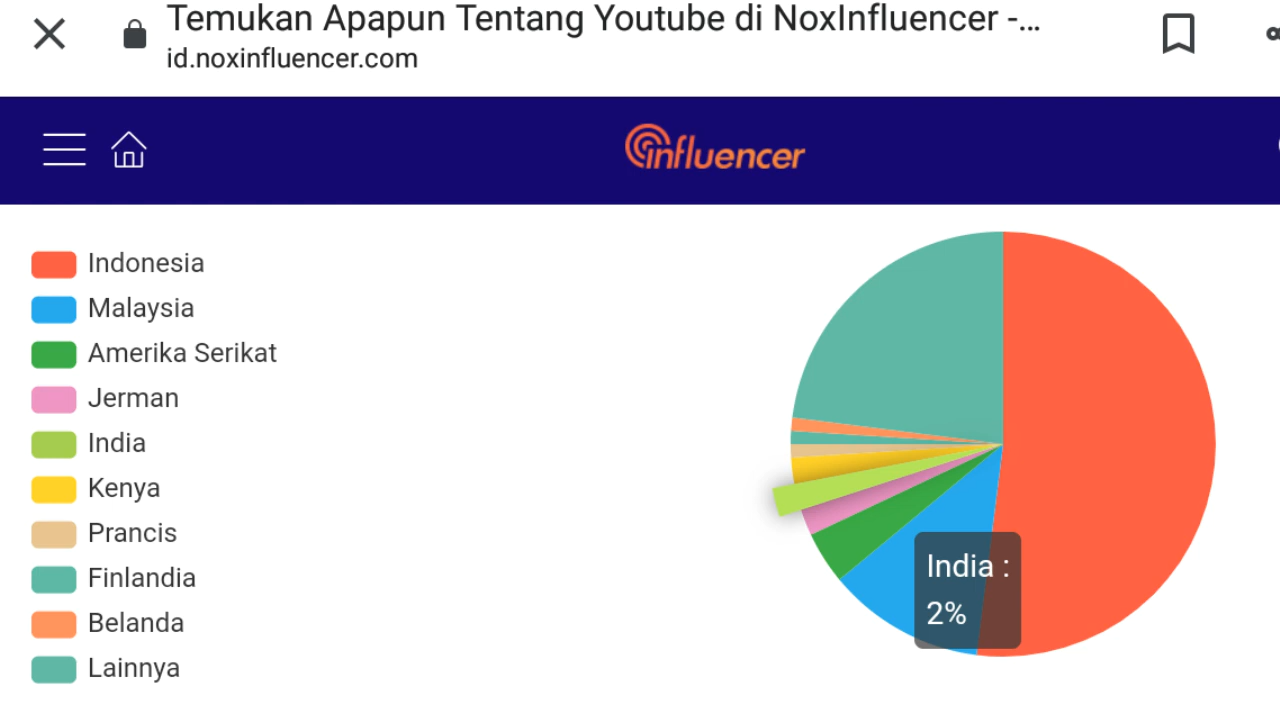 Temukan Apapun Tentang Youtube di NoxInfluencer -...
id.noxinfluencer.com
influencer
Indonesia
Malaysia
Amerika Serikat
Jerman
India
Kenya
Prancis
Finlandia
Belanda
Lainnya
India :
2%